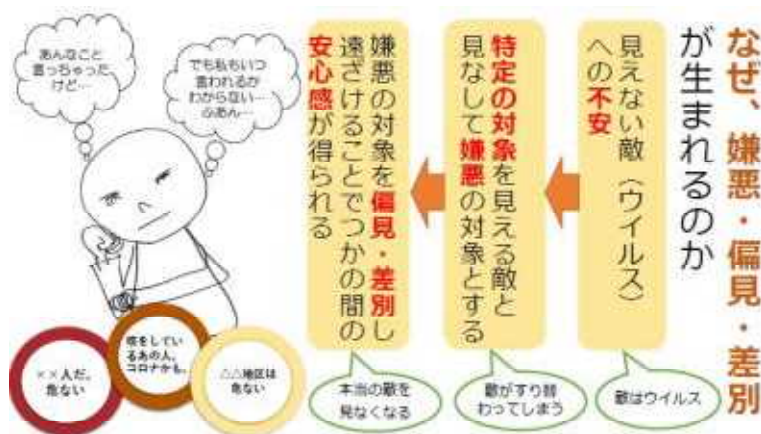 なぜ、嫌悪・偏見・差別
が生まれるのか
見えない敵（ウイルス）
への不安
特定の対象を見える敵と
見なして嫌悪の対象とする
嫌悪の対象を偏見・差別し
遠ざけることでつかの間の
安心感が得られる
敵はウイルス
敵がすり替
わってしまう
本当の敵を
見なくなる
あんなこと
言っちゃった
けど…
でも私もいつ
言われるか
わからない…
ふあん…
××人だ。
危ない
咳をしてい
るあの人、
コロナかも。
△△地区は
危ない